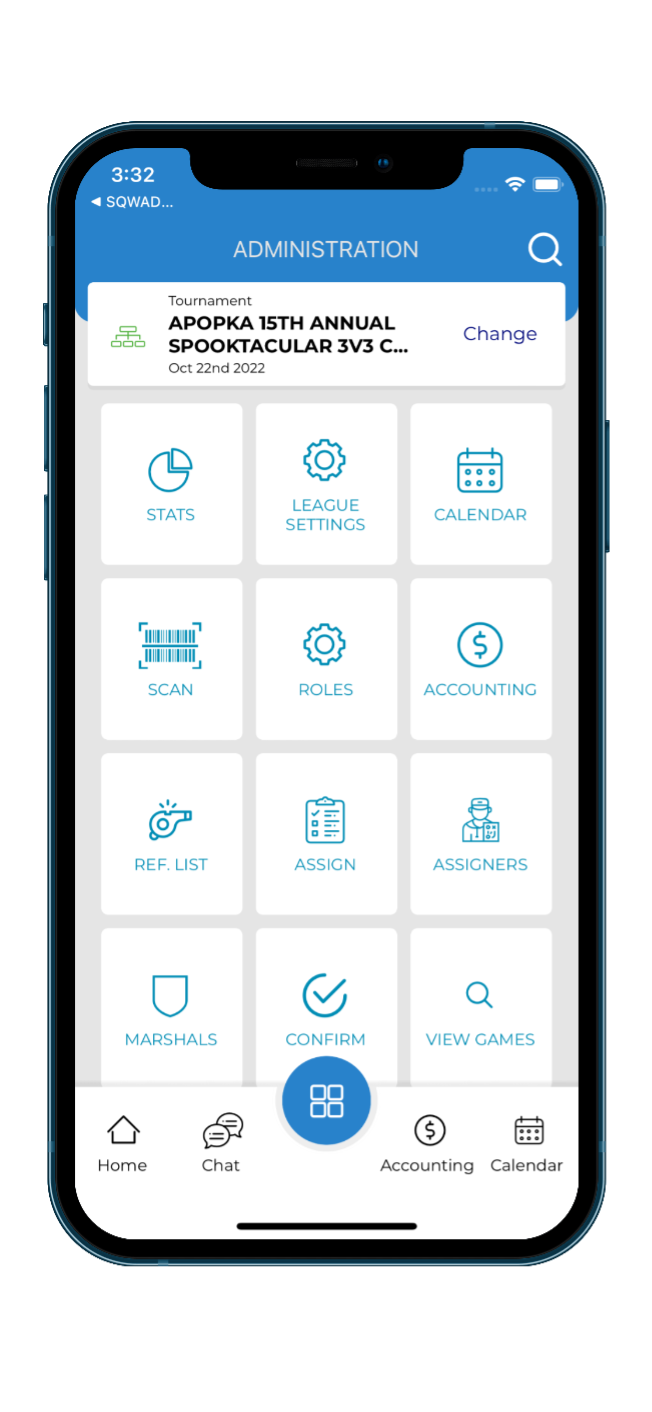 3:32
◀ SQWAD...
ADMINISTRATION
Tournament
APOPKA 15TH ANNUAL
SPOOKTACULAR 3V3 C...
Oct 22nd 2022
Change
STATS
LEAGUE
SETTINGS
CALENDAR
SCAN
ROLES
ACCOUNTING
REF. LIST
ASSIGN
ASSIGNERS
MARSHALS
CONFIRM
VIEW GAMES
Home
Chat
Accounting
Calendar